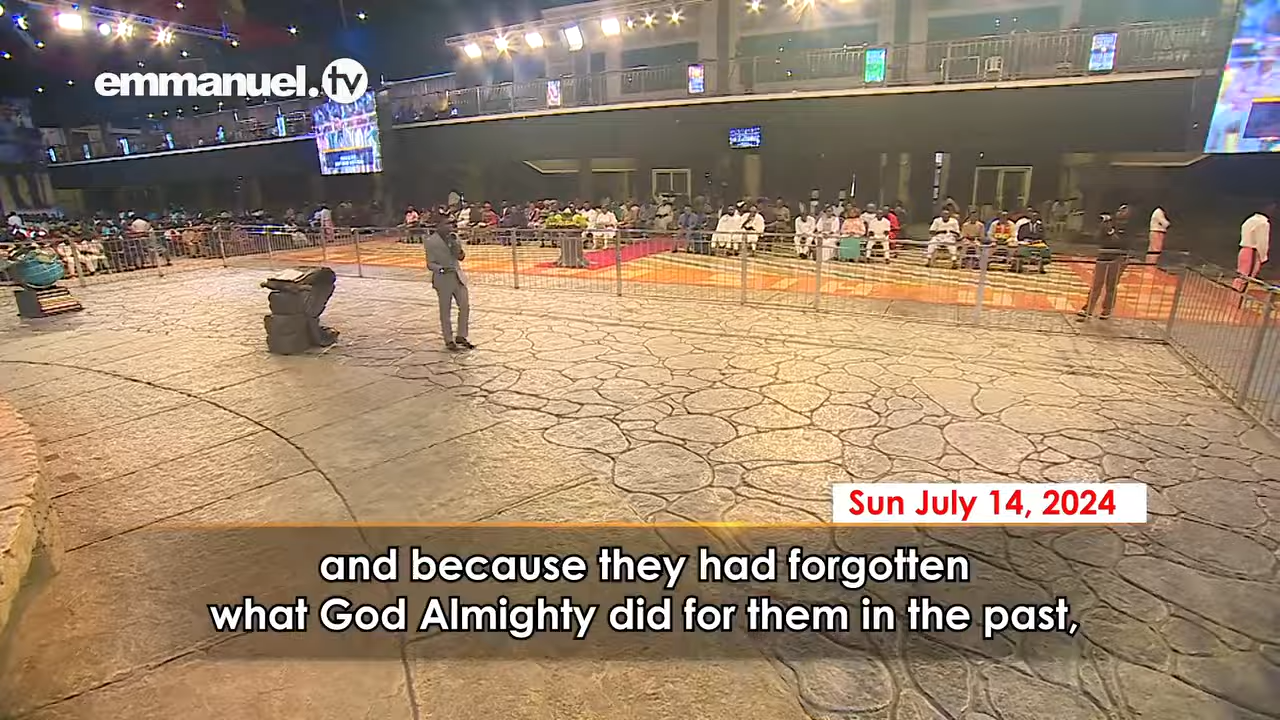 emmanuel.tv
Sun July 14, 2024
and because they had forgotten
what God Almighty did for them in the past,